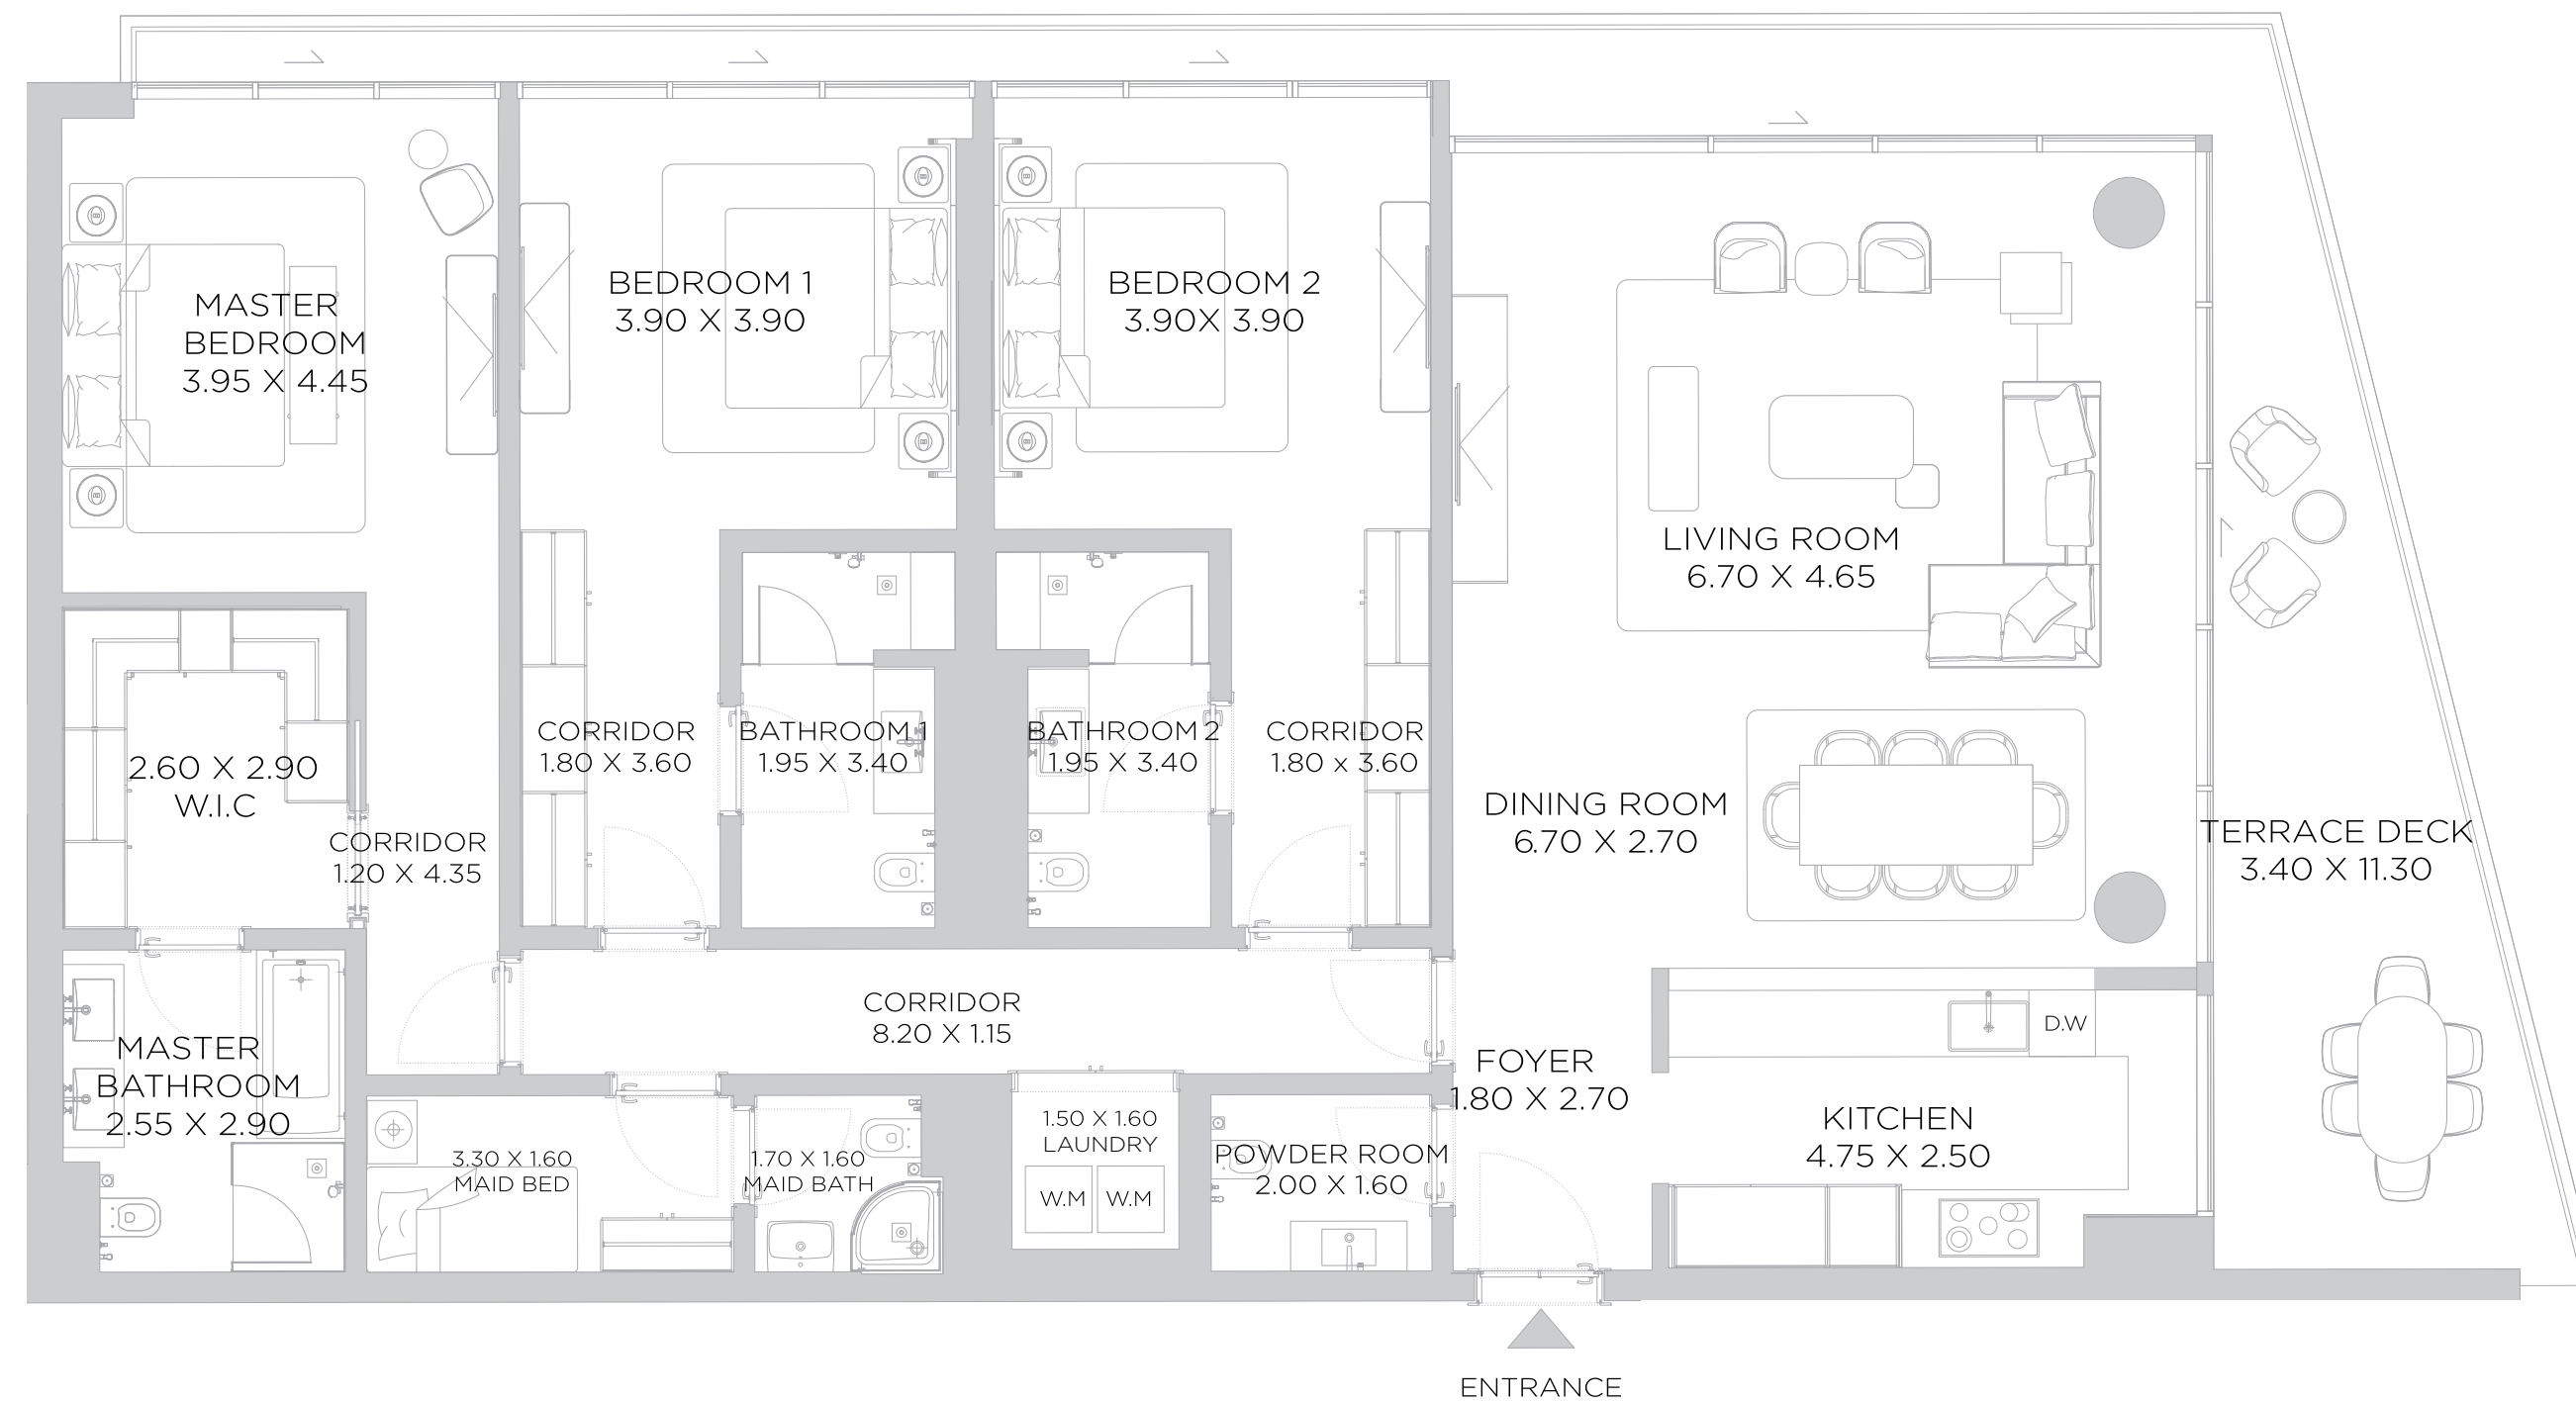 MASTER
BEDROOM
3.95 X 4.45
BEDROOM 1
3.90 X 3.90
BEDROOM 2
3.90X 3.90
LIVING ROOM
6.70 X 4.65
2.60 X 2.90
W.I.C
CORRIDOR
1.20 X 4.35
CORRIDOR
1.80 X 3.60
BATHROOM 1
1.95 X 3.40
BATHROOM 2
1.95 X 3.40
CORRIDOR
1.80 x 3.60
DINING ROOM
6.70 X 2.70
TERRACE DECK
3.40 X 11.30
MASTER
BATHROOM
2.55 X 2.90
CORRIDOR
8.20 X 1.15
FOYER
1.80 X 2.70
D.W
KITCHEN
4.75 X 2.50
3.30 X 1.60
MAID BED
1.70 X 1.60
MAID BATH
1.50 X 1.60
LAUNDRY
W.M
W.M
POWDER ROOM
2.00 X 1.60
ENTRANCE